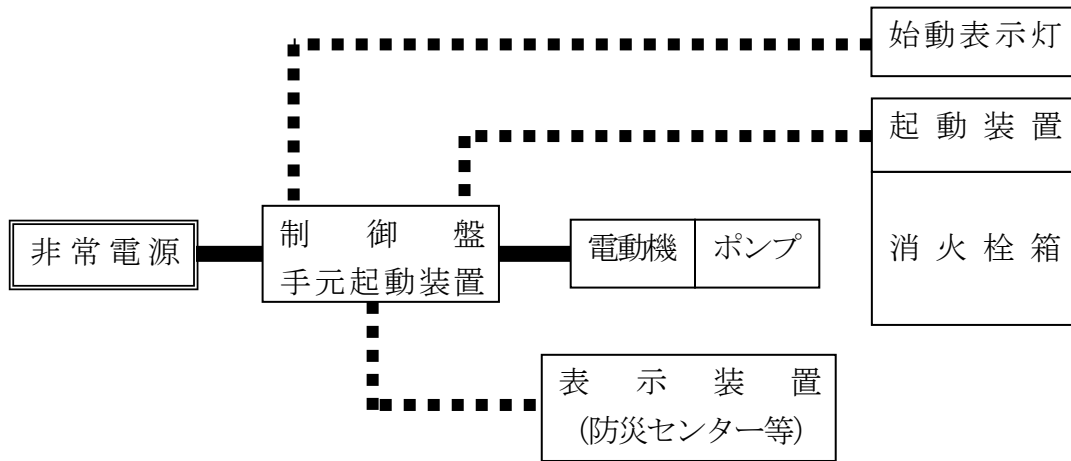 始動表示灯
起動装置
消火栓箱
非常電源
制御盤
手元起動装置
電動機
ポンプ
表示装置
(防災センター等)